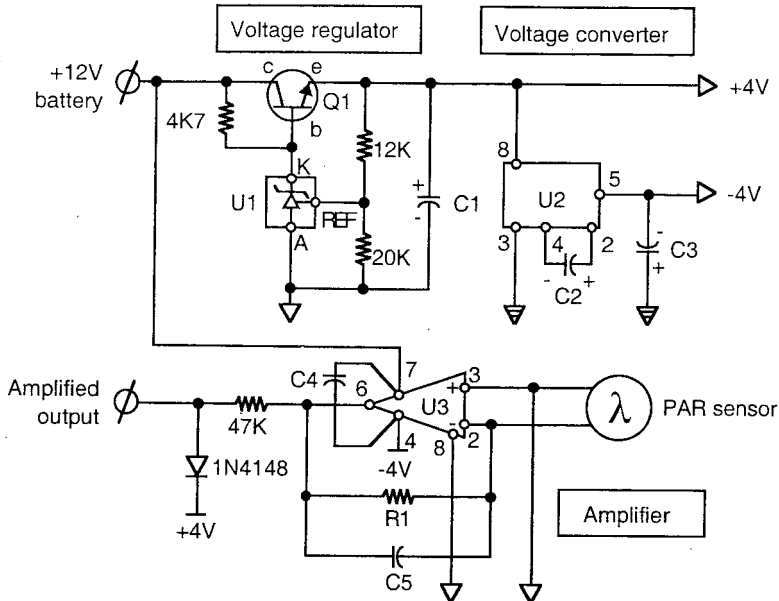 Voltage regulator
Voltage converter
+12V
battery
c
e
Q1
b
4K7
12K
K
U1
REF
A
20K
+
-
C1
+4V
8
U2
5
-4V
3
4
2
-
+
C2
-
+
C3
Amplified
output
47K
1N4148
+4V
C4
6
7
3
+
U3
-
2
4
8
-4V
λ
PAR sensor
R1
C5
Amplifier